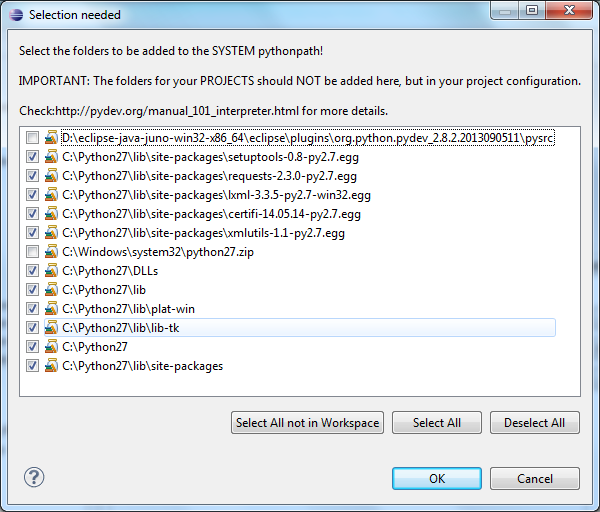 Selection needed
Select the folders to be added to the SYSTEM pythonpath!
IMPORTANT: The folders for your PROJECTS should NOT be added here, but in your project configuration.
Check:http://pydev.org/manual_101_interpreter.html for more details.
D:\eclipse-java-juno-win32-x86_64\eclipse\plugins\org.python.pydev_2.8.2.2013090511\pysrc
C:\Python27\lib\site-packages\setuptools-0.8-py2.7.egg
C:\Python27\lib\site-packages\requests-2.3.0-py2.7.egg
C:\Python27\lib\site-packages\lxml-3.3.5-py2.7-win32.egg
C:\Python27\lib\site-packages\certifi-14.05.14-py2.7.egg
C:\Python27\lib\site-packages\xmlutils-1.1-py2.7.egg
C:\Windows\system32\python27.zip
C:\Python27\DLLs
C:\Python27\lib
C:\Python27\lib\plat-win
C:\Python27\lib\lib-tk
C:\Python27
C:\Python27\lib\site-packages
Select All not in Workspace
Select All
Deselect All
?
OK
Cancel